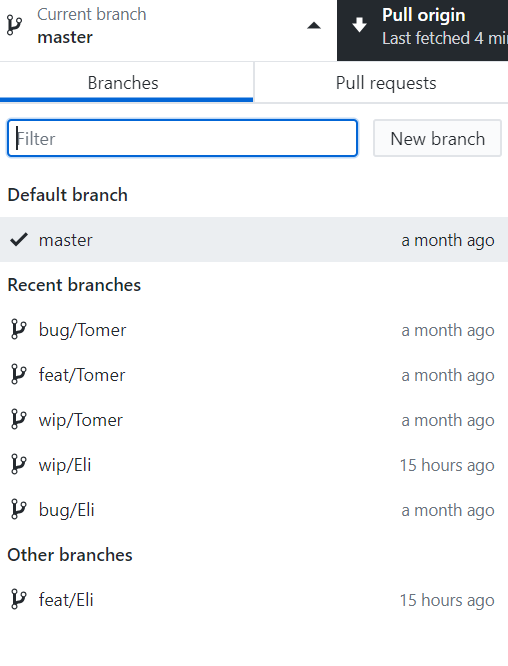 Current branch
master
Pull origin
Last fetched 4
Branches
Pull requests
Filter
New branch
Default branch
master a month ago
Recent branches
bug/Tomer a month ago
feat/Tomer a month ago
wip/Tomer a month ago
wip/Eli 15 hours ago
bug/Eli a month ago
Other branches
feat/Eli 15 hours ago